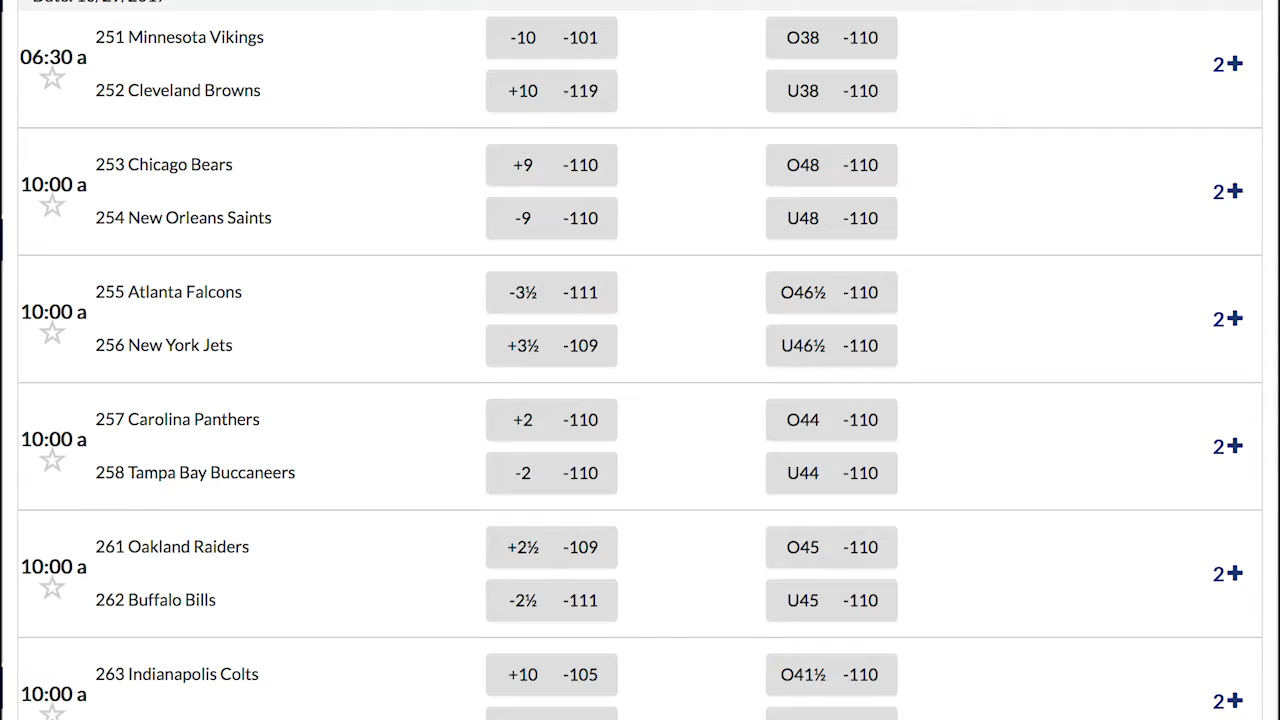 251 Minnesota Vikings -10 -101 O38 -110
06:30 a 2+
252 Cleveland Browns +10 -119 U38 -110
253 Chicago Bears +9 -110 O48 -110
10:00 a 2+
254 New Orleans Saints -9 -110 U48 -110
255 Atlanta Falcons -3½ -111 O46½ -110
10:00 a 2+
256 New York Jets +3½ -109 U46½ -110
257 Carolina Panthers +2 -110 O44 -110
10:00 a 2+
258 Tampa Bay Buccaneers -2 -110 U44 -110
261 Oakland Raiders +2½ -109 O45 -110
10:00 a 2+
262 Buffalo Bills -2½ -111 U45 -110
263 Indianapolis Colts +10 -105 O41½ -110
10:00 a 2+